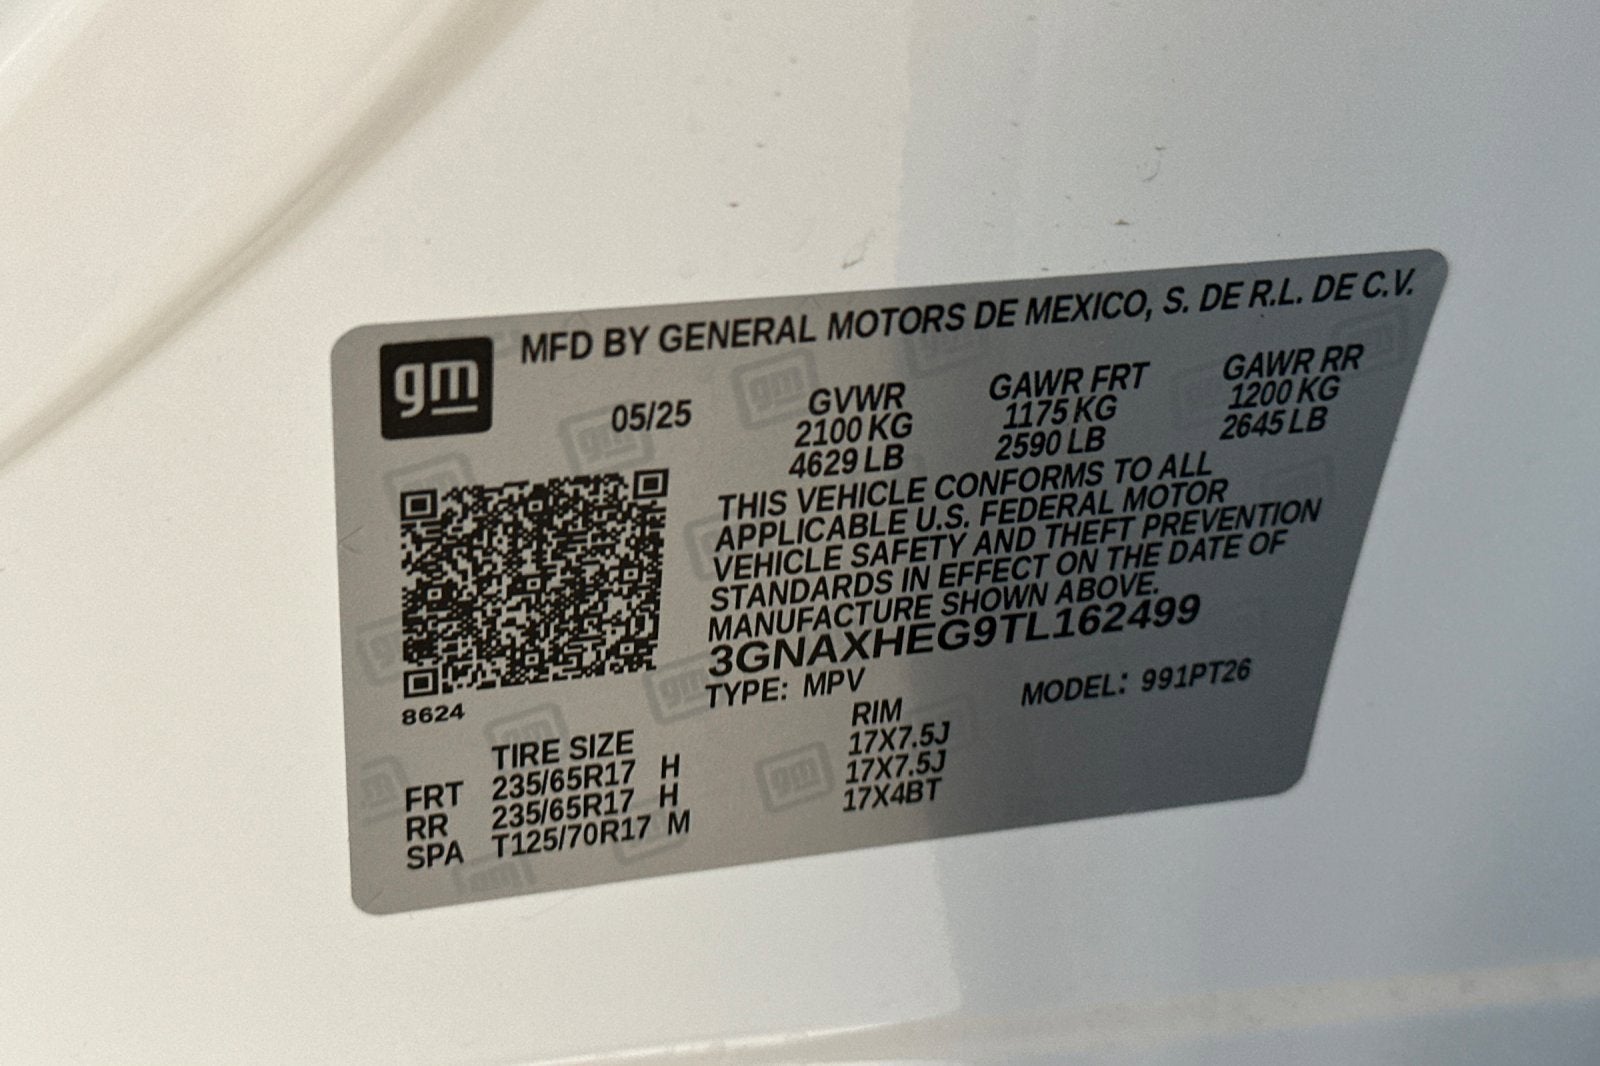 gm
MFD BY GENERAL MOTORS DE MEXICO, S. DE R.L. DE C.V.
05/25 GVWR GAWR FRT GAWR RR
2100 KG 1175 KG 1200 KG
4629 LB 2590 LB 2645 LB
THIS VEHICLE CONFORMS TO ALL
APPLICABLE U.S. FEDERAL MOTOR
VEHICLE SAFETY AND THEFT PREVENTION
STANDARDS IN EFFECT ON THE DATE OF
MANUFACTURE SHOWN ABOVE.
3GNAXHEG9TL162499
TYPE: MPV MODEL: 991PT26
8624
TIRE SIZE RIM
FRT 235/65R17 H 17X7.5J
RR 235/65R17 H 17X7.5J
SPA T125/70R17 M 17X4BT